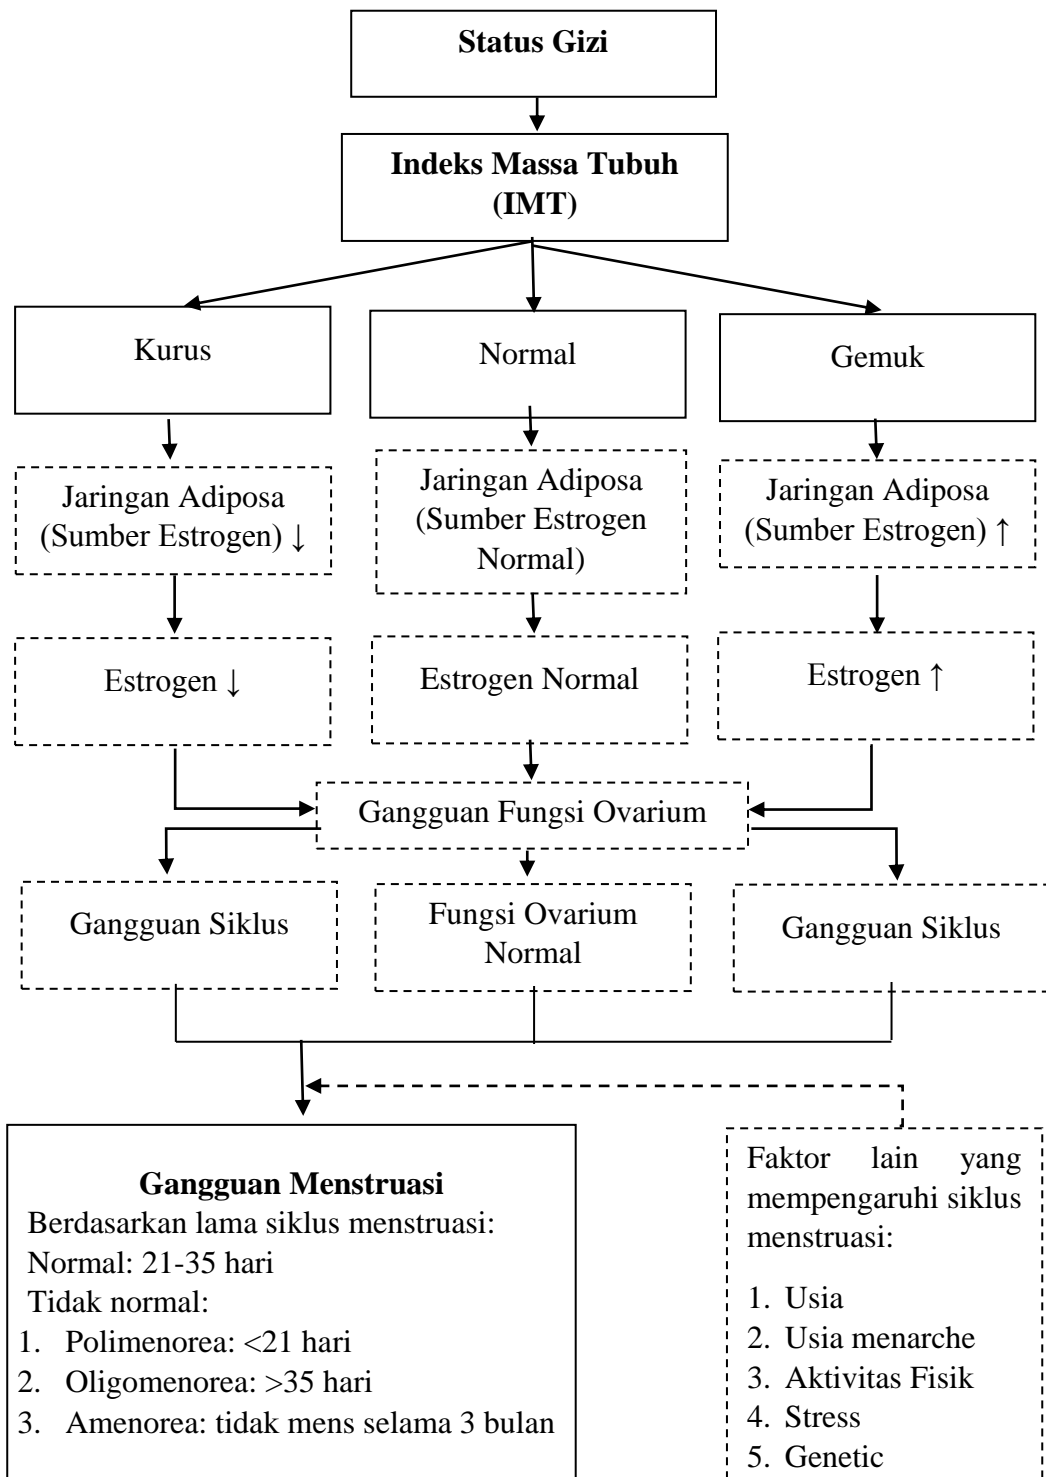 Status Gizi
Indeks Massa Tubuh
(IMT)
Kurus
Normal
Gemuk
Jaringan Adiposa
(Sumber Estrogen) ↓
Jaringan Adiposa
(Sumber Estrogen
Normal)
Jaringan Adiposa
(Sumber Estrogen) ↑
Estrogen ↓
Estrogen Normal
Estrogen ↑
Gangguan Fungsi Ovarium
Gangguan Siklus
Fungsi Ovarium
Normal
Gangguan Siklus
Gangguan Menstruasi
Berdasarkan lama siklus menstruasi:
Normal: 21-35 hari
Tidak normal:
1. Polimenorea: <21 hari
2. Oligomenorea: >35 hari
3. Amenorea: tidak mens selama 3 bulan
Faktor lain yang
mempengaruhi siklus
menstruasi:
1. Usia
2. Usia menarche
3. Aktivitas Fisik
4. Stress
5. Genetic